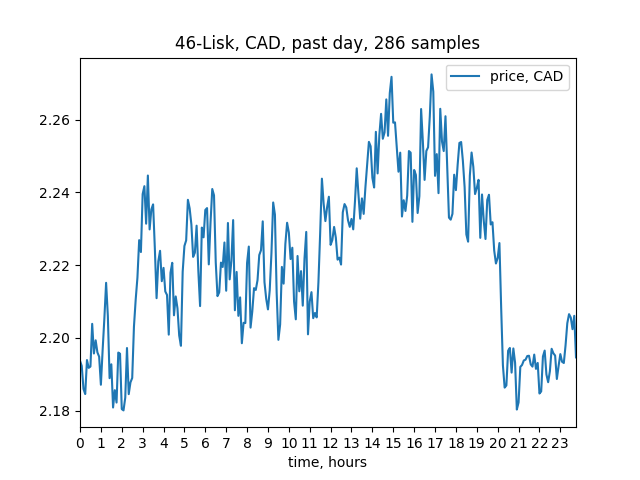 46-Lisk, CAD, past day, 286 samples
price, CAD
2.26
2.24
2.22
2.20
2.18
0 1 2 3 4 5 6 7 8 9 10 11 12 13 14 15 16 17 18 19 20 21 22 23
time, hours